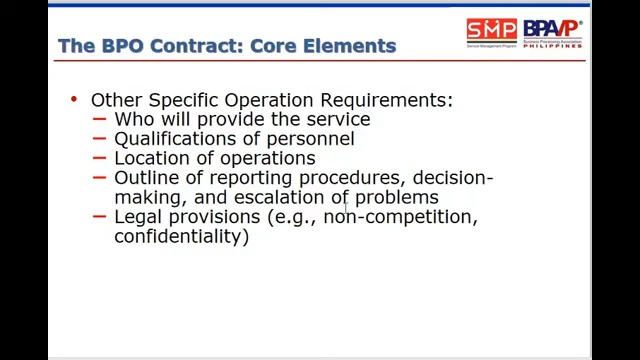 The BPO Contract: Core Elements
SMP
Service Management Program
BPAP
Business Processing Association
PHILIPPINES
• Other Specific Operation Requirements:
– Who will provide the service
– Qualifications of personnel
– Location of operations
– Outline of reporting procedures, decision-
making, and escalation of problems
– Legal provisions (e.g., non-competition,
confidentiality)